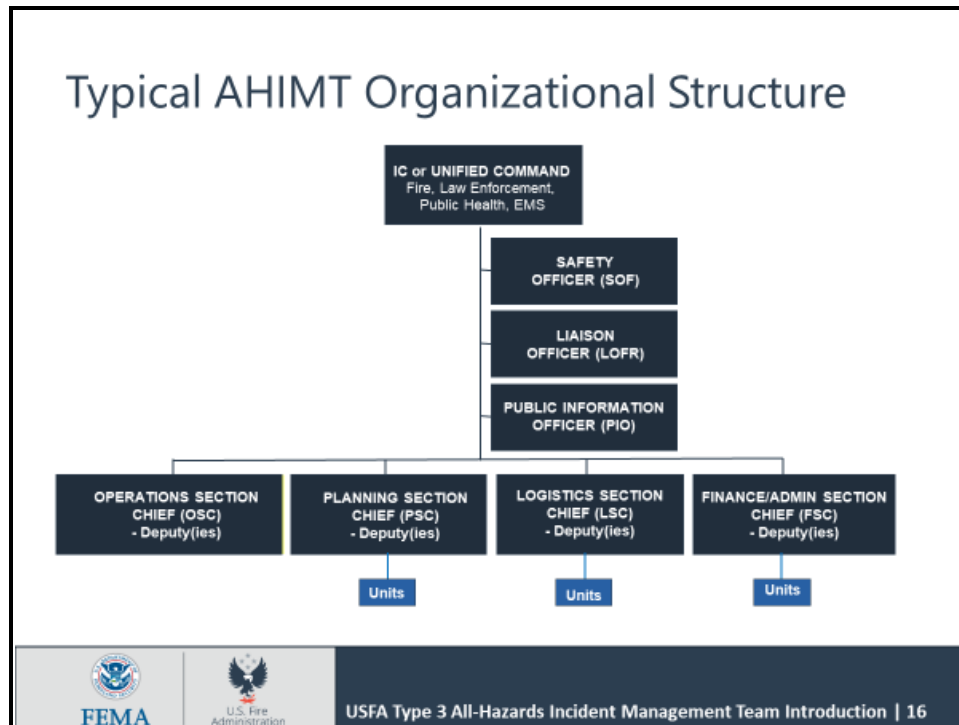 Typical AHIMT Organizational Structure
IC or UNIFIED COMMAND
Fire, Law Enforcement,
Public Health, EMS
SAFETY
OFFICER (SOF)
LIAISON
OFFICER (LOFR)
PUBLIC INFORMATION
OFFICER (PIO)
OPERATIONS SECTION
CHIEF (OSC)
- Deputy(ies)
PLANNING SECTION
CHIEF (PSC)
- Deputy(ies)
LOGISTICS SECTION
CHIEF (LSC)
- Deputy(ies)
FINANCE/ADMIN SECTION
CHIEF (FSC)
- Deputy(ies)
Units
Units
Units
FEMA
U.S. Fire
Administration
USFA Type 3 All-Hazards Incident Management Team Introduction | 16